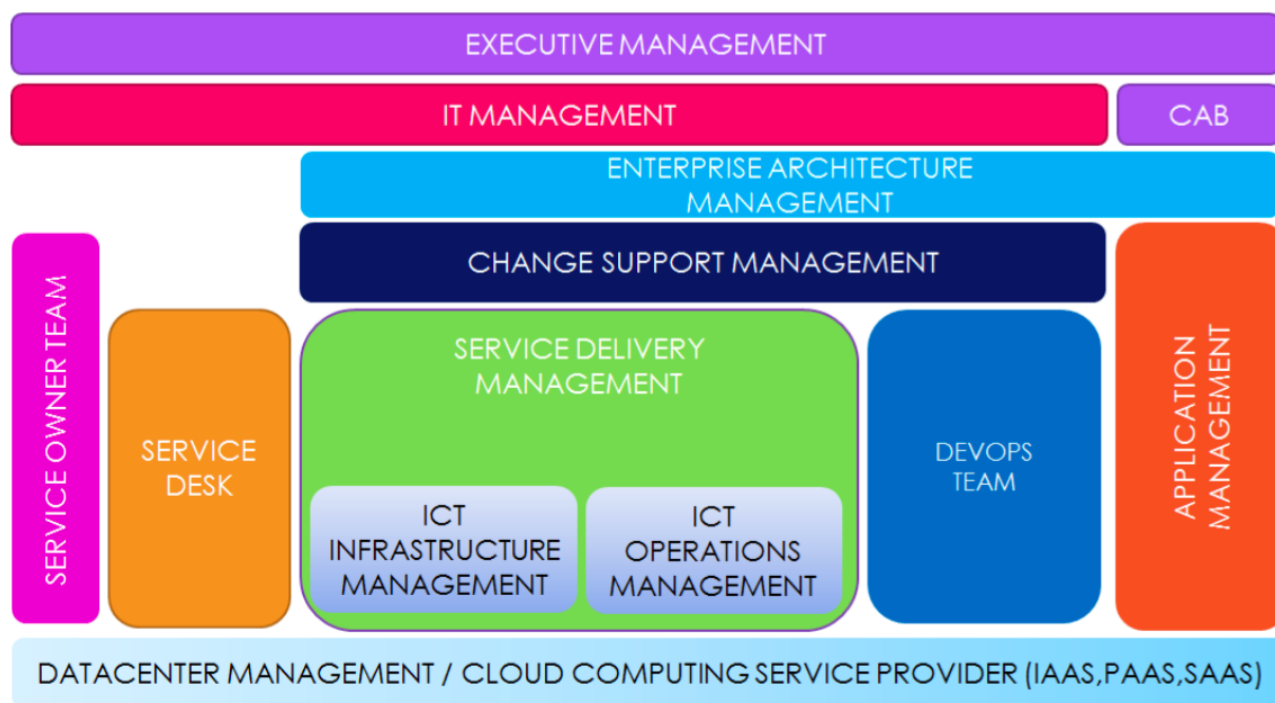 EXECUTIVE MANAGEMENT
IT MANAGEMENT
CAB
ENTERPRISE ARCHITECTURE
MANAGEMENT
CHANGE SUPPORT MANAGEMENT
SERVICE OWNER TEAM
SERVICE
DESK
SERVICE DELIVERY
MANAGEMENT
ICT
INFRASTRUCTURE
MANAGEMENT
ICT
OPERATIONS
MANAGEMENT
DEVOPS
TEAM
APPLICATION
MANAGEMENT
DATACENTER MANAGEMENT / CLOUD COMPUTING SERVICE PROVIDER (IAAS,PAAS,SAAS)